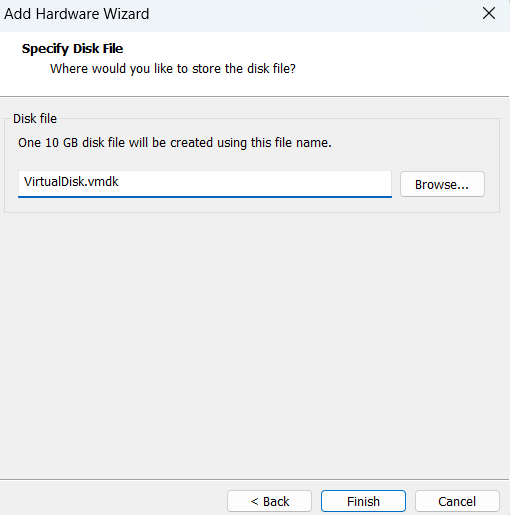 Add Hardware Wizard
Specify Disk File
Where would you like to store the disk file?
Disk file
One 10 GB disk file will be created using this file name.
VirtualDisk.vmdk
Browse...
< Back
Finish
Cancel